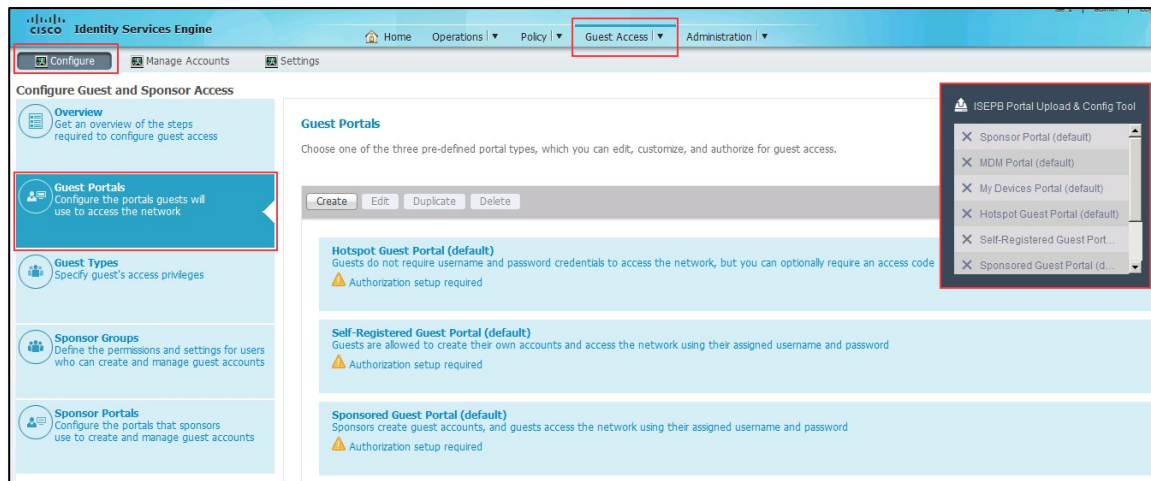 cisco Identity Services Engine
Home Operations Policy Guest Access Administration
Configure Manage Accounts Settings
Configure Guest and Sponsor Access
Overview
Get an overview of the steps
required to configure guest access
Guest Portals
Configure the portals guests will
use to access the network
Guest Types
Specify guest's access privileges
Sponsor Groups
Define the permissions and settings for users
who can create and manage guest accounts
Sponsor Portals
Configure the portals that sponsors
use to create and manage guest accounts
Guest Portals
Choose one of the three pre-defined portal types, which you can edit, customize, and authorize for guest access.
Create Edit Duplicate Delete
Hotspot Guest Portal (default)
Guests do not require username and password credentials to access the network, but you can optionally require an access code
Authorization setup required
Self-Registered Guest Portal (default)
Guests are allowed to create their own accounts and access the network using their assigned username and password
Authorization setup required
Sponsored Guest Portal (default)
Sponsors create guest accounts, and guests access the network using their assigned username and password
Authorization setup required
ISEPB Portal Upload & Config Tool
Sponsor Portal (default)
MDM Portal (default)
My Devices Portal (default)
Hotspot Guest Portal (default)
Self-Registered Guest Port...
Sponsored Guest Portal (d...